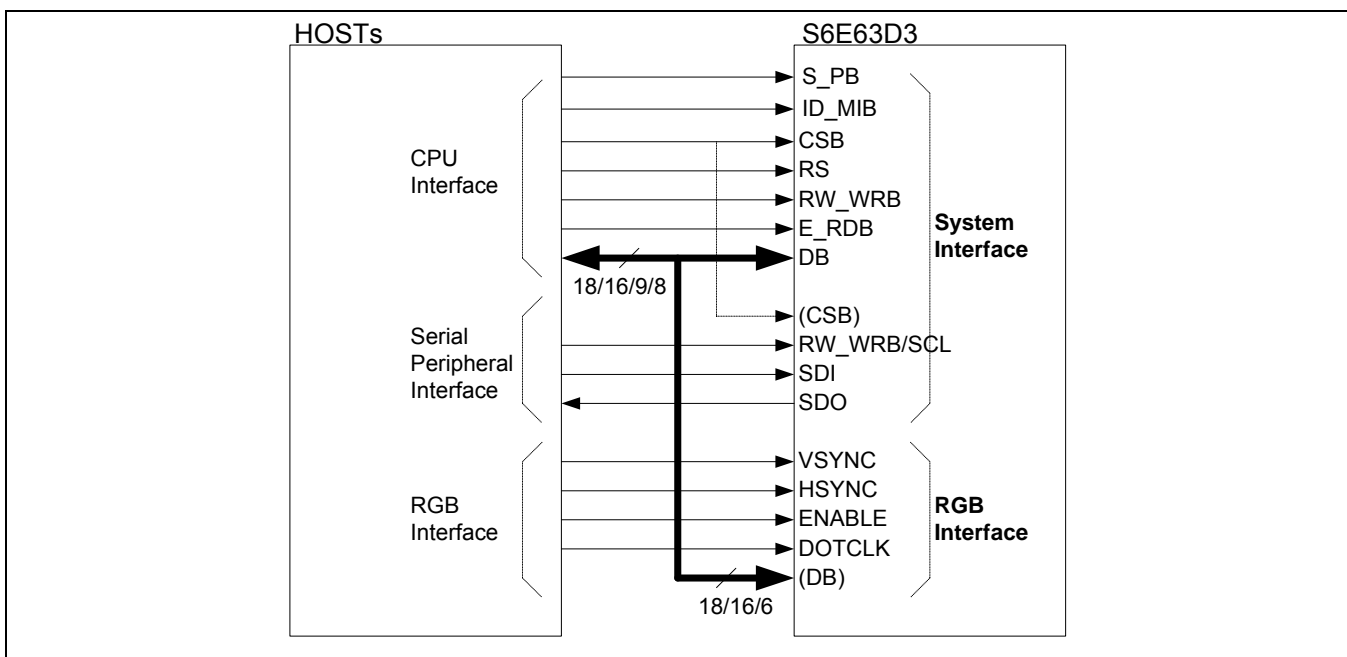 HOSTs
S6E63D3
CPU
Interface
S_PB
ID_MIB
CSB
RS
RW_WRB
E_RDB
DB
18/16/9/8
System
Interface
Serial
Peripheral
Interface
(CSB)
RW_WRB/SCL
SDI
SDO
RGB
Interface
VSYNC
HSYNC
ENABLE
DOTCLK
(DB)
18/16/6
RGB
Interface